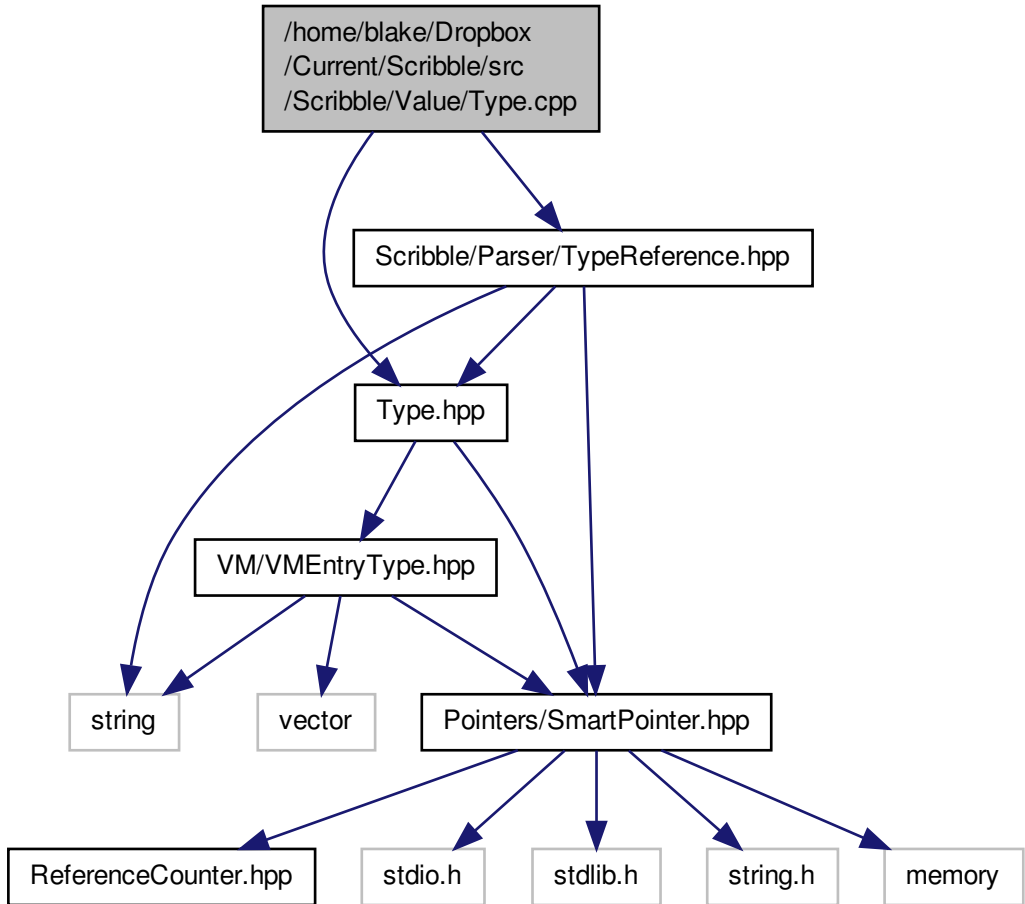 /home/blake/Dropbox
/Current/Scribble/src
/Scribble/Value/Type.cpp
Scribble/Parser/TypeReference.hpp
Type.hpp
VM/VMEntryType.hpp
string
vector
Pointers/SmartPointer.hpp
ReferenceCounter.hpp
stdio.h
stdlib.h
string.h
memory